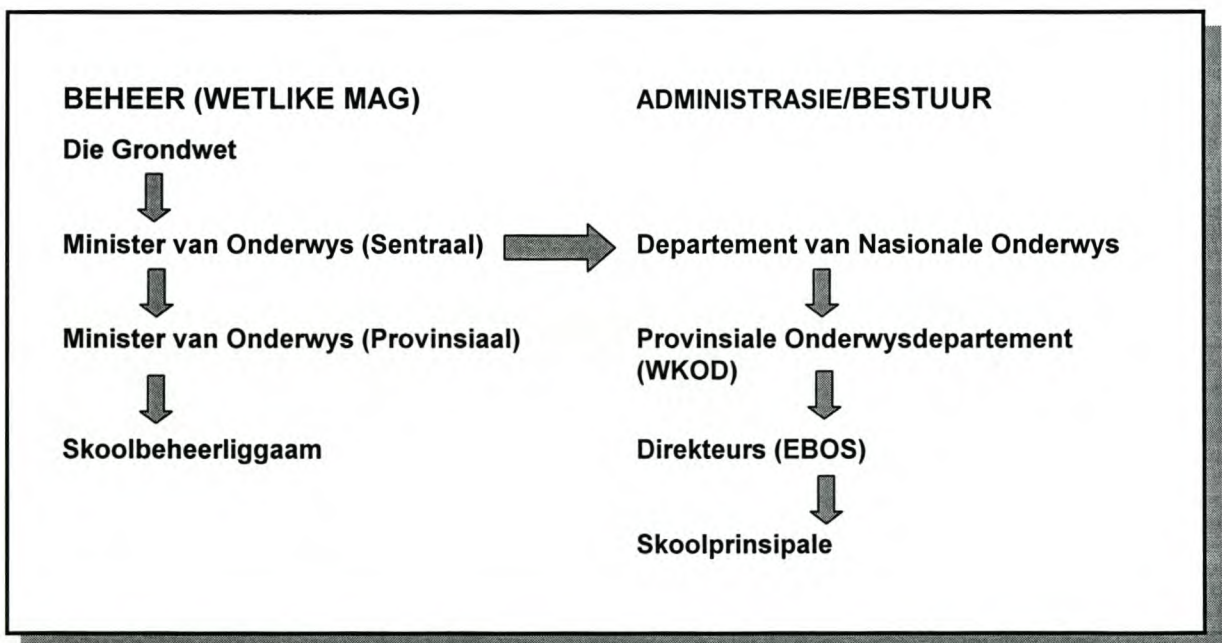 BEHEER (WETLIKE MAG)
Die Grondwet
Minister van Onderwys (Sentraal)
Minister van Onderwys (Provinsiaal)
Skoolbeheerliggaam
ADMINISTRASIE/BESTUUR
Departement van Nasionale Onderwys
Provinsiale Onderwysdepartement
(WKOD)
Direkteurs (EBOS)
Skoolprinsipale